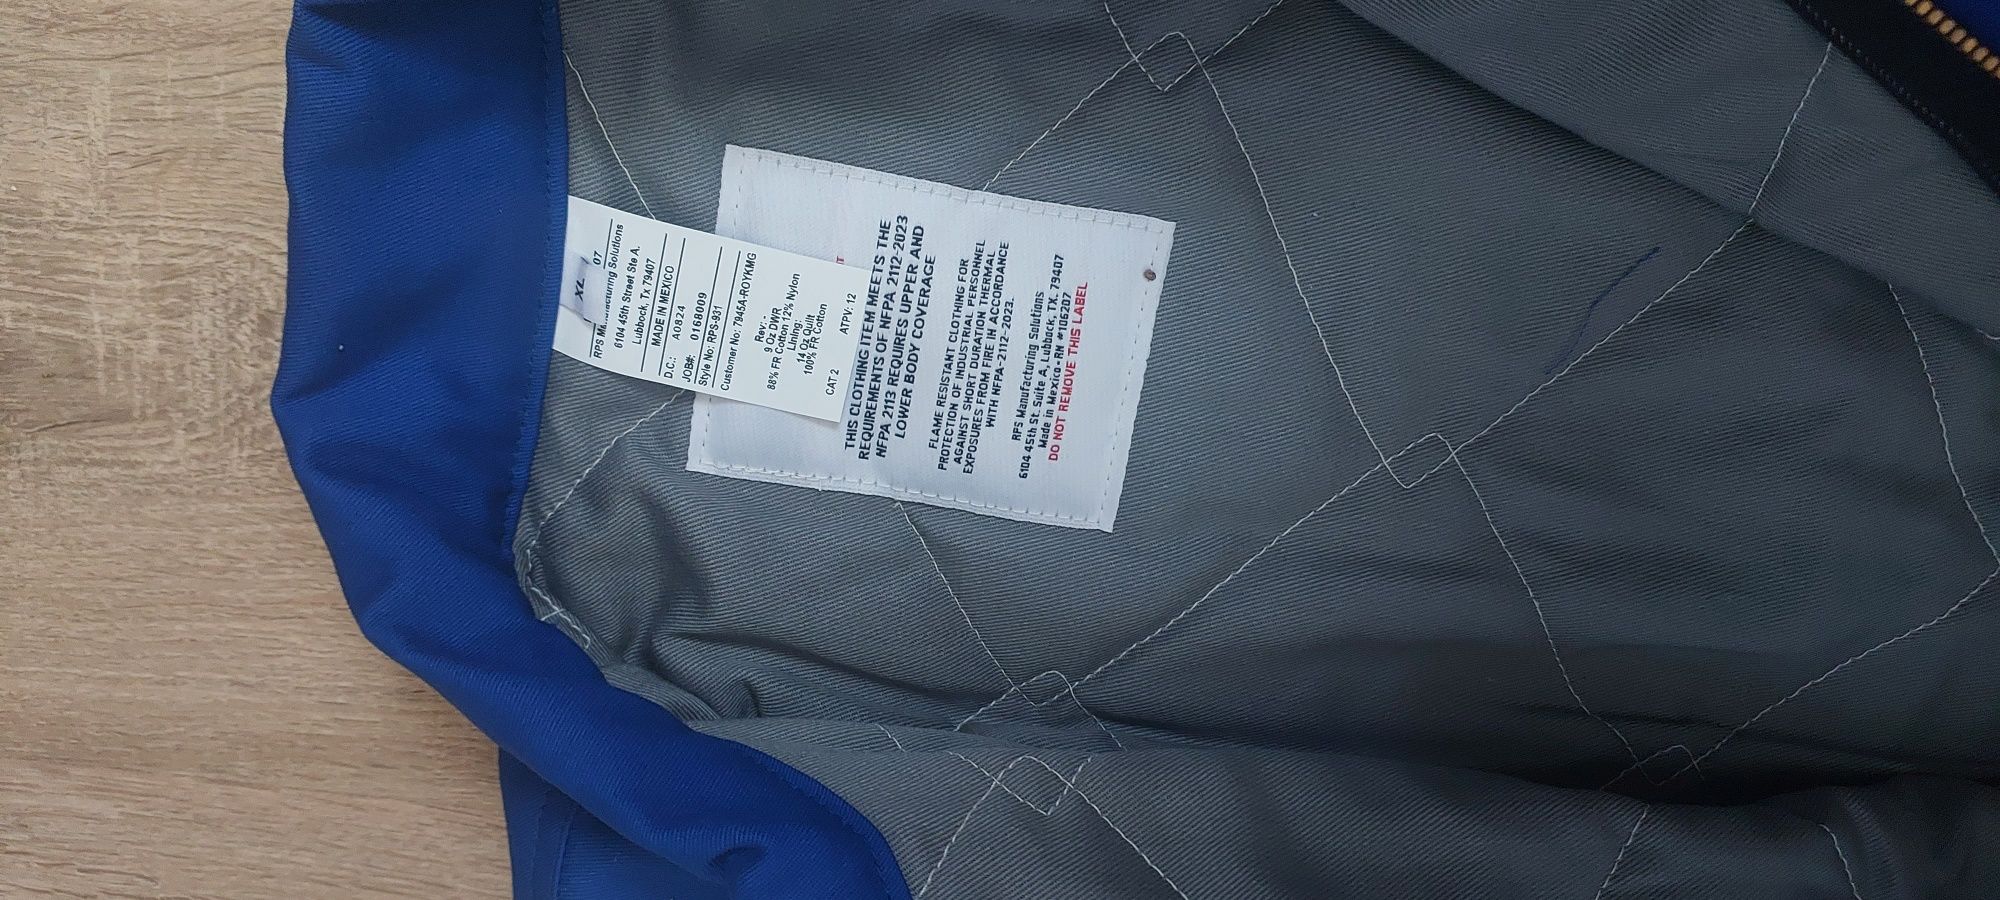 XL
07
RPS Manufacturing Solutions
6104 45th Street Ste A.
Lubbock, Tx 79407
MADE IN MEXICO
D.C.: A0824
JOB#: 0168009
Style No: RPS-931
Customer No: 7945A-ROYKMG
Rev: -
9 Oz DWR
88% FR Cotton 12% Nylon
Lining:
14 Oz Quilt
100% FR Cotton
CAT 2 ATPV: 12
THIS CLOTHING ITEM MEETS THE
REQUIREMENTS OF NFPA 2112-2023
NFPA 2113 REQUIRES UPPER AND
LOWER BODY COVERAGE
FLAME RESISTANT CLOTHING FOR
PROTECTION OF INDUSTRIAL PERSONNEL
AGAINST SHORT DURATION THERMAL
EXPOSURES FROM FIRE IN ACCORDANCE
WITH NFPA-2112-2023.
RPS Manufacturing Solutions
6104 45th St. Suite A, Lubbock, TX. 79407
Made in Mexico - RN #106207
DO NOT REMOVE THIS LABEL